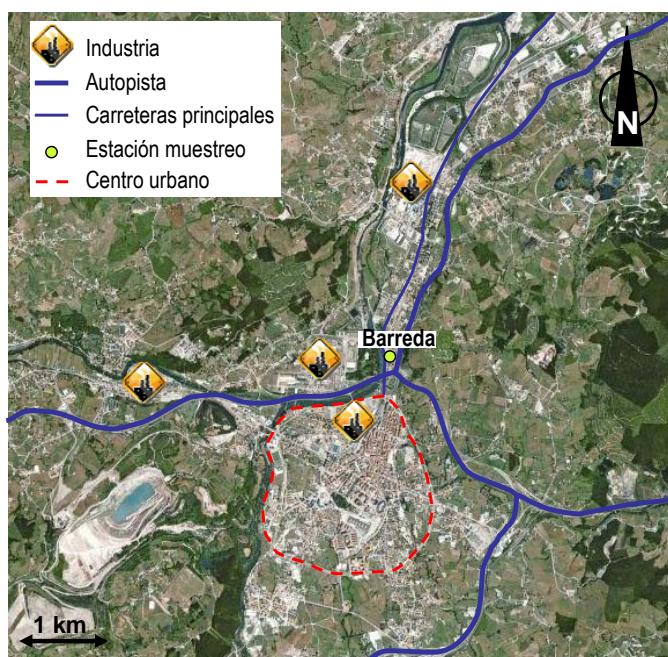 Industria
Autopista
Carreteras principales
Estación muestreo
Centro urbano
N
Barreda
1 km